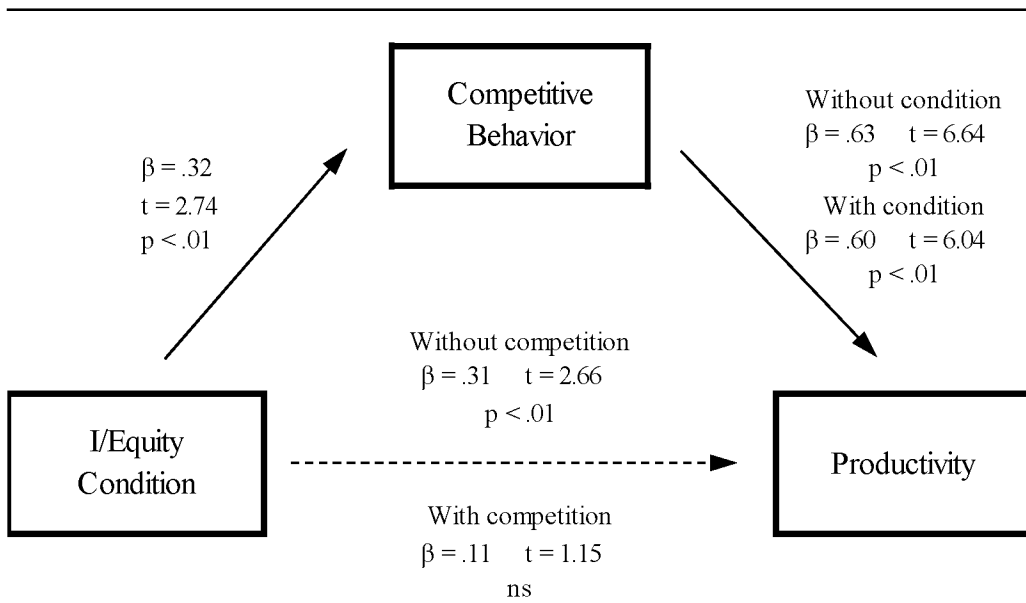 Competitive
Behavior
Without condition
β = .63 t = 6.64
p < .01
With condition
β = .60 t = 6.04
p < .01
β = .32
t = 2.74
p < .01
Without competition
β = .31 t = 2.66
p < .01
I/Equity
Condition
Productivity
With competition
β = .11 t = 1.15
ns